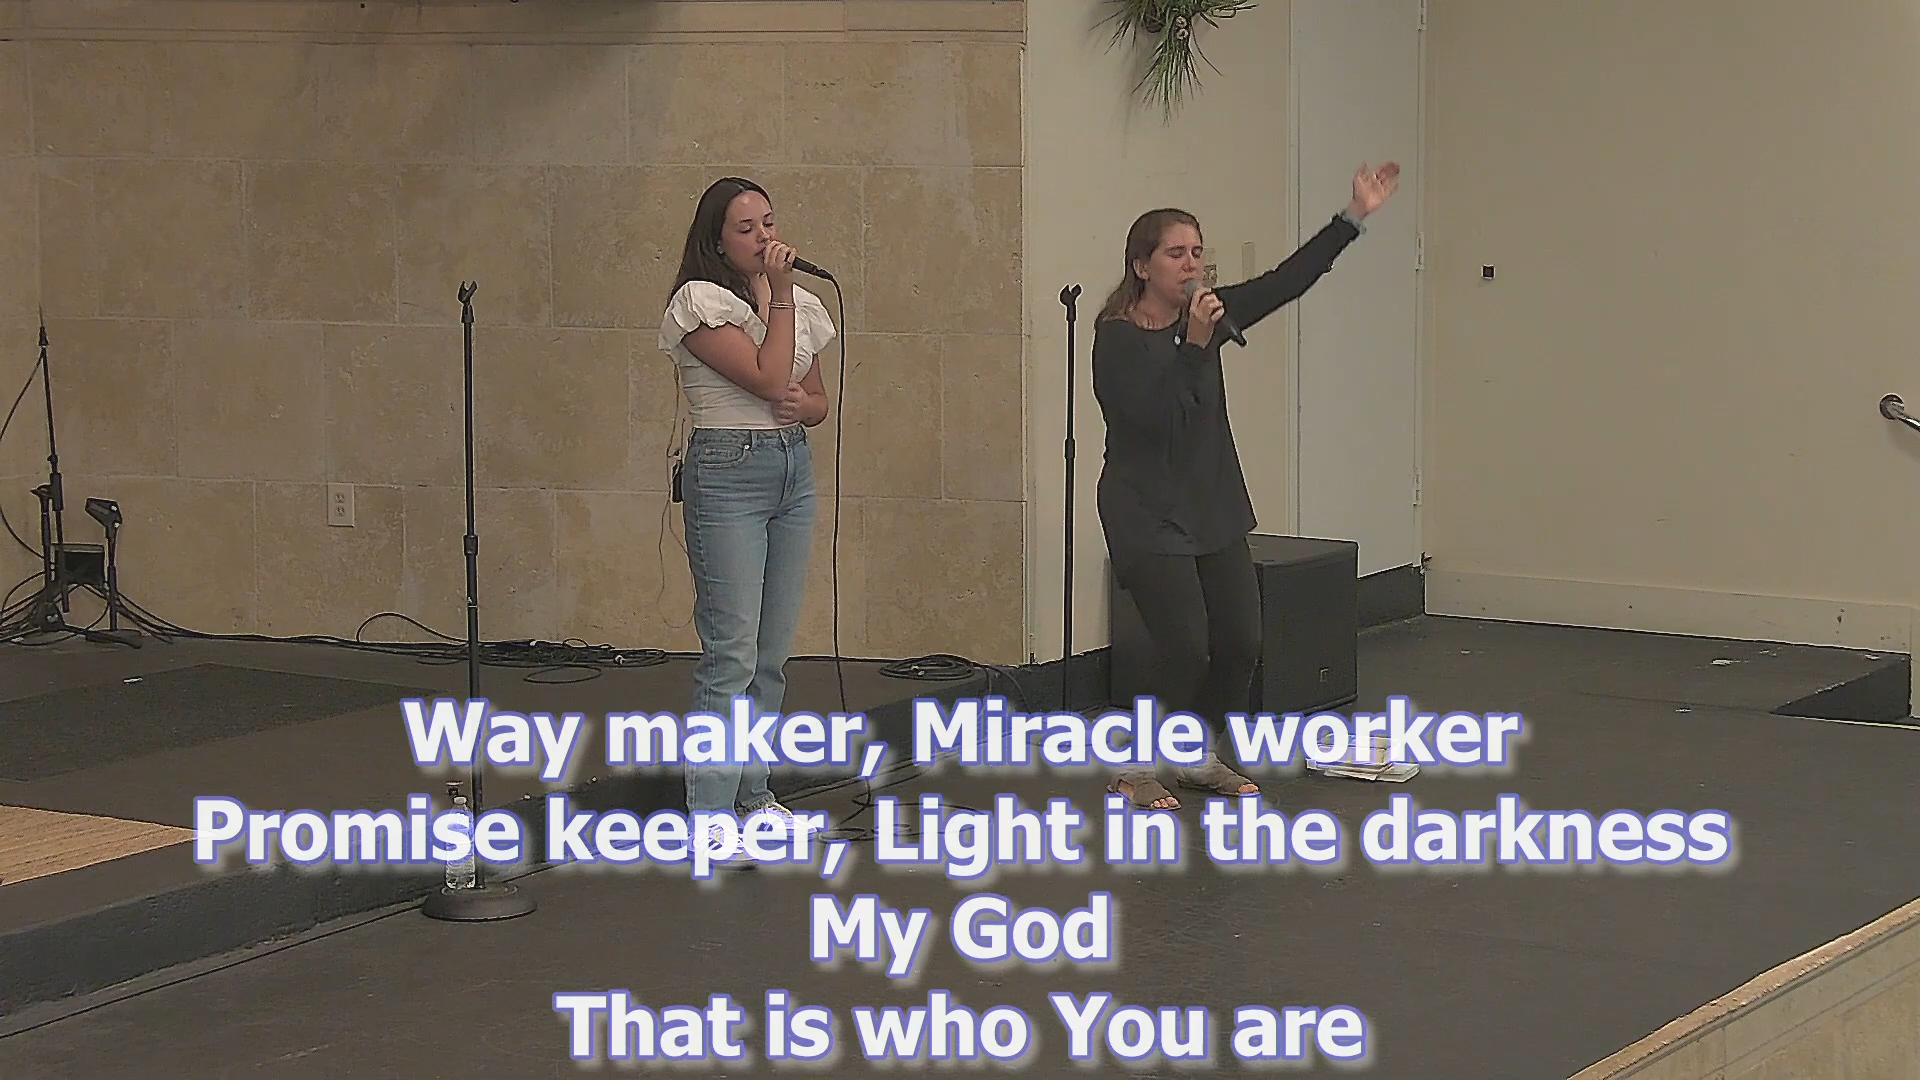 Way maker, Miracle worker
Promise keeper, Light in the darkness
My God
That is who You are